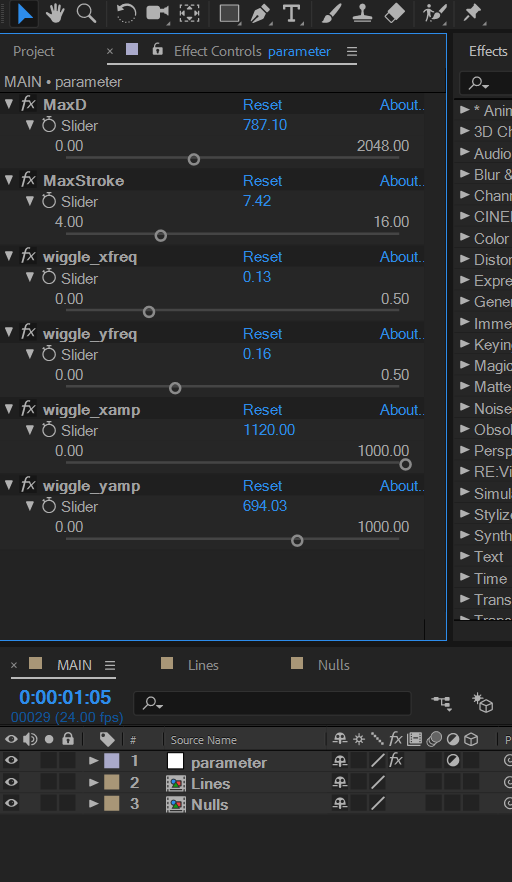 Project
× Effect Controls parameter ≡
Effects
MAIN • parameter
fx MaxD Reset About..
Slider 787.10
0.00 2048.00
fx MaxStroke Reset About..
Slider 7.42
4.00 16.00
fx wiggle_xfreq Reset About..
Slider 0.13
0.00 0.50
fx wiggle_yfreq Reset About..
Slider 0.16
0.00 0.50
fx wiggle_xamp Reset About..
Slider 1120.00
0.00 1000.00
fx wiggle_yamp Reset About..
Slider 694.03
0.00 1000.00
* Anim
3D Ch
Audio
Blur &
Chann
CINE
Color
Distor
Expre
Gener
Imme
Keying
Magic
Matte
Noise
Obsol
Persp
RE:Vi
Simula
Stylize
Synth
Text
Time
Trans
× MAIN ≡ Lines Nulls
0:00:01:05
00029 (24.00 fps)
# Source Name fx P
1 parameter fx
2 Lines
3 Nulls